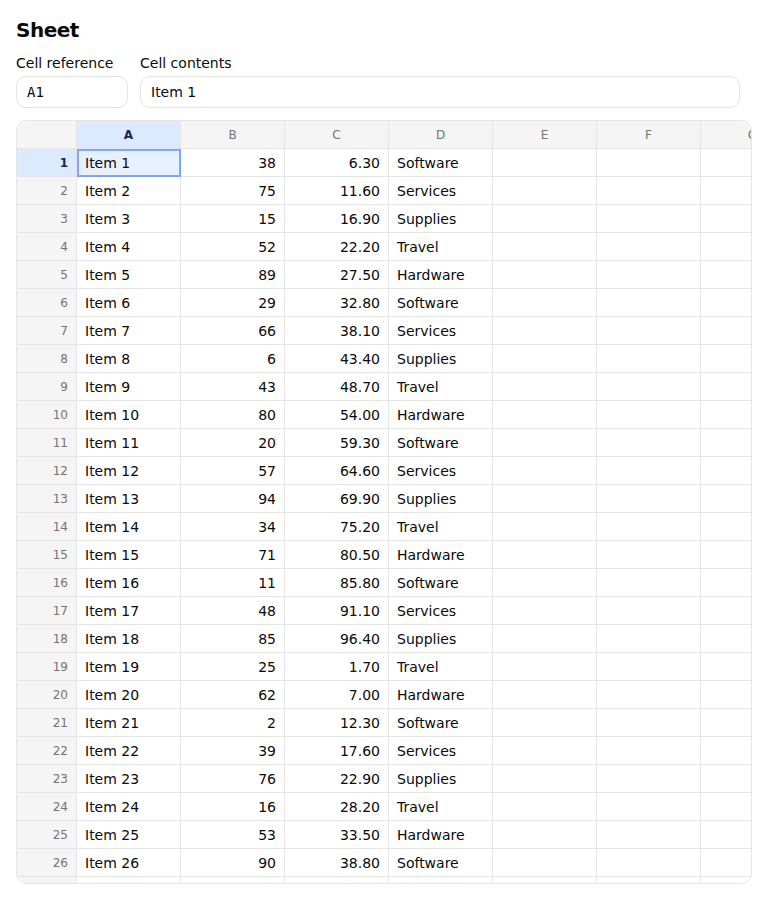 Sheet
Cell reference Cell contents
A1 Item 1
A B C D E F
1 Item 1 38 6.30 Software
2 Item 2 75 11.60 Services
3 Item 3 15 16.90 Supplies
4 Item 4 52 22.20 Travel
5 Item 5 89 27.50 Hardware
6 Item 6 29 32.80 Software
7 Item 7 66 38.10 Services
8 Item 8 6 43.40 Supplies
9 Item 9 43 48.70 Travel
10 Item 10 80 54.00 Hardware
11 Item 11 20 59.30 Software
12 Item 12 57 64.60 Services
13 Item 13 94 69.90 Supplies
14 Item 14 34 75.20 Travel
15 Item 15 71 80.50 Hardware
16 Item 16 11 85.80 Software
17 Item 17 48 91.10 Services
18 Item 18 85 96.40 Supplies
19 Item 19 25 1.70 Travel
20 Item 20 62 7.00 Hardware
21 Item 21 2 12.30 Software
22 Item 22 39 17.60 Services
23 Item 23 76 22.90 Supplies
24 Item 24 16 28.20 Travel
25 Item 25 53 33.50 Hardware
26 Item 26 90 38.80 Software